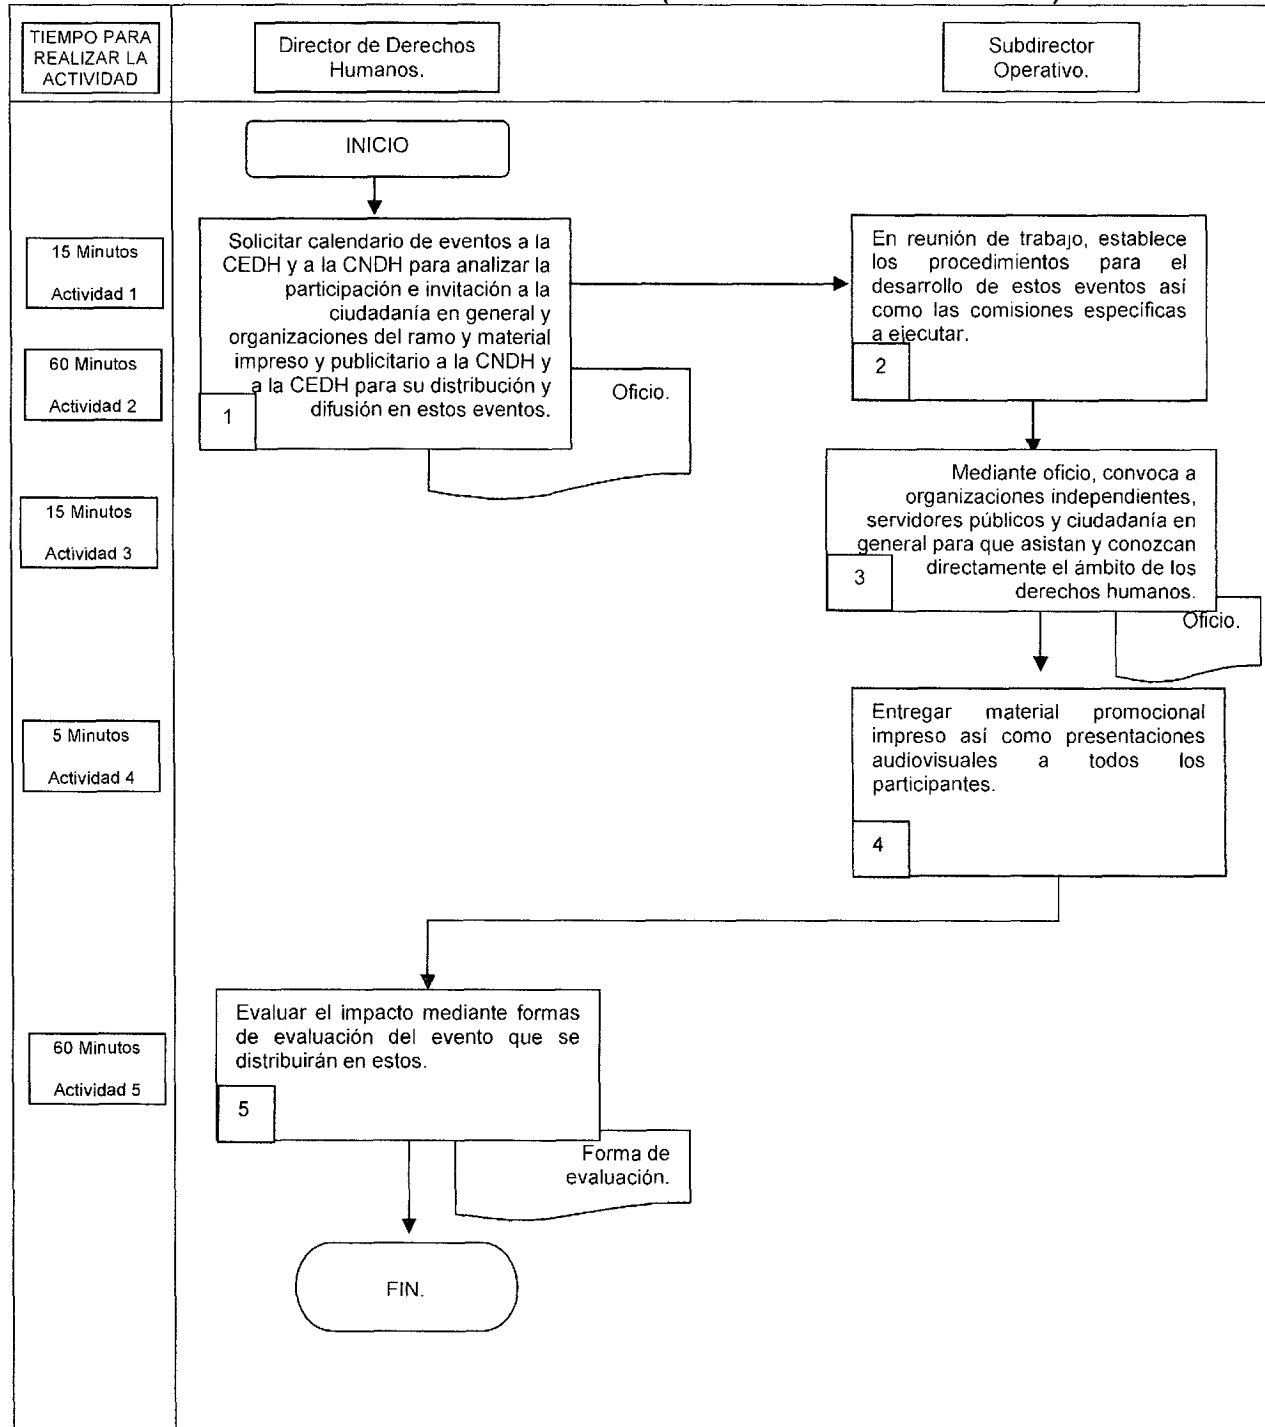 TIEMPO PARA
REALIZAR LA
ACTIVIDAD
Director de Derechos
Humanos.
Subdirector
Operativo.
INICIO
15 Minutos
Actividad 1
Solicitar calendario de eventos a la
CEDH y a la CNDH para analizar la
participación e invitación a la
ciudadanía en general y
organizaciones del ramo y material
impreso y publicitario a la CNDH y
a la CEDH para su distribución y
difusión en estos eventos.
1
Oficio.
En reunión de trabajo, establece
los procedimientos para el
desarrollo de estos eventos así
como las comisiones específicas
a ejecutar.
2
60 Minutos
Actividad 2
15 Minutos
Actividad 3
Mediante oficio, convoca a
organizaciones independientes,
servidores públicos y ciudadanía en
general para que asistan y conozcan
directamente el ámbito de los
derechos humanos.
3
Oficio.
5 Minutos
Actividad 4
Entregar material promocional
impreso así como presentaciones
audiovisuales a todos los
participantes.
4
60 Minutos
Actividad 5
Evaluar el impacto mediante formas
de evaluación del evento que se
distribuirán en estos.
5
Forma de
evaluación.
FIN.